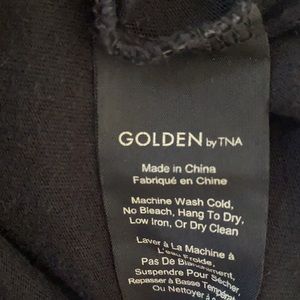 GOLDEN by TNA
Made in China
Fabriqué en Chine
Machine Wash Cold,
No Bleach, Hang To Dry,
Low Iron, Or Dry Clean
Laver à La Machine à
L'eau Froide,
Pas De Blanchiment,
Suspendre Pour Sécher,
Repasser à Basse Tempér
Ou Nettoyer à